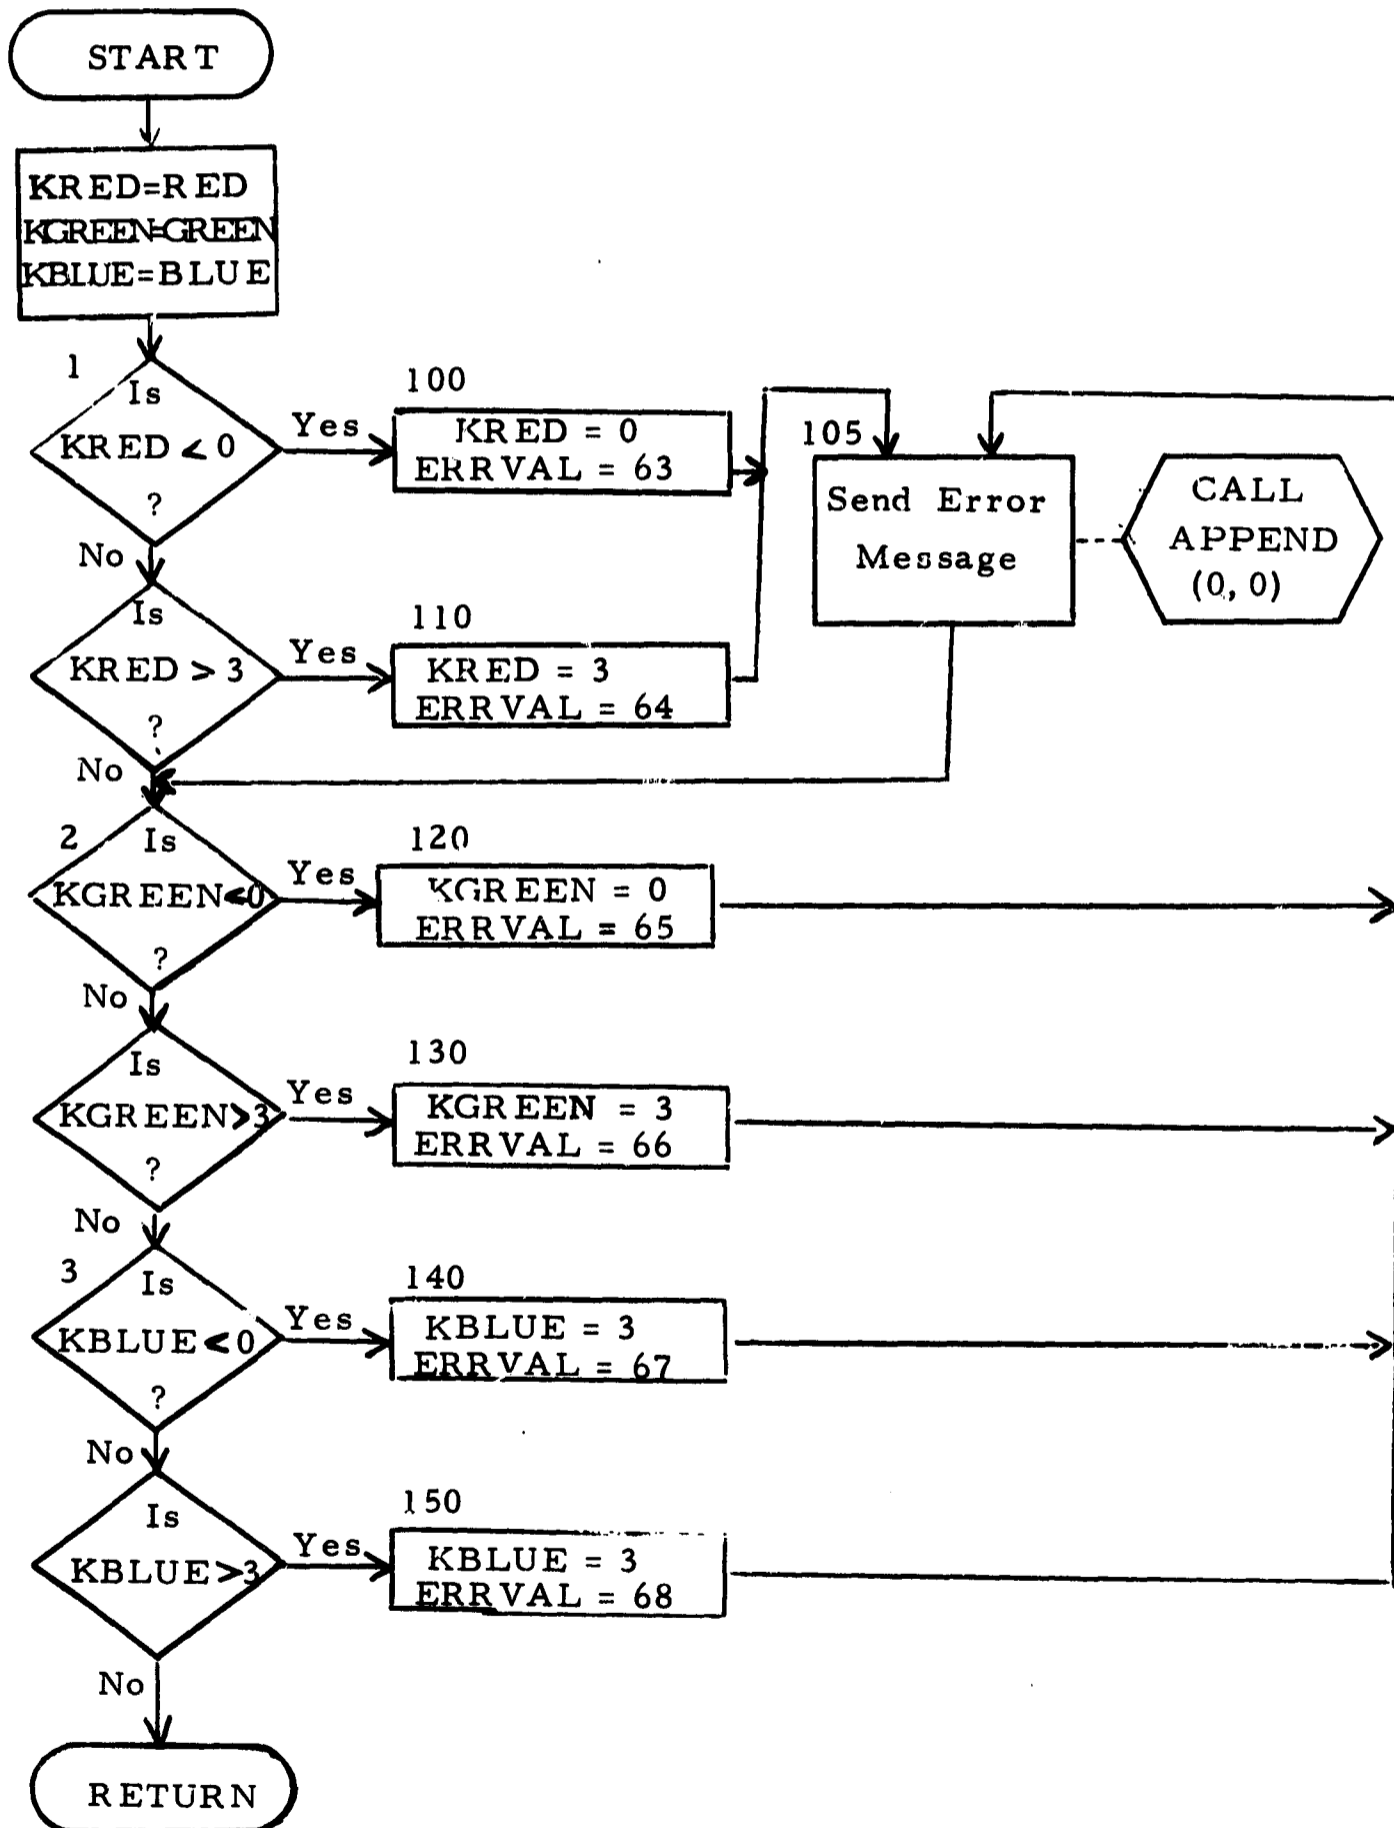 START
KRED=RED
KGREEN=GREEN
KBLUE=BLUE
1
Is
KRED < 0
?
Yes
No
100
KRED = 0
ERRVAL = 63
105
Send Error
Message
CALL
APPEND
(0, 0)
Is
KRED > 3
?
Yes
No
110
KRED = 3
ERRVAL = 64
2
Is
KGREEN<0
?
Yes
No
120
KGREEN = 0
ERRVAL = 65
Is
KGREEN>3
?
Yes
No
130
KGREEN = 3
ERRVAL = 66
3
Is
KBLUE<0
?
Yes
No
140
KBLUE = 3
ERRVAL = 67
Is
KBLUE>3
Yes
No
150
KBLUE = 3
ERRVAL = 68
RETURN